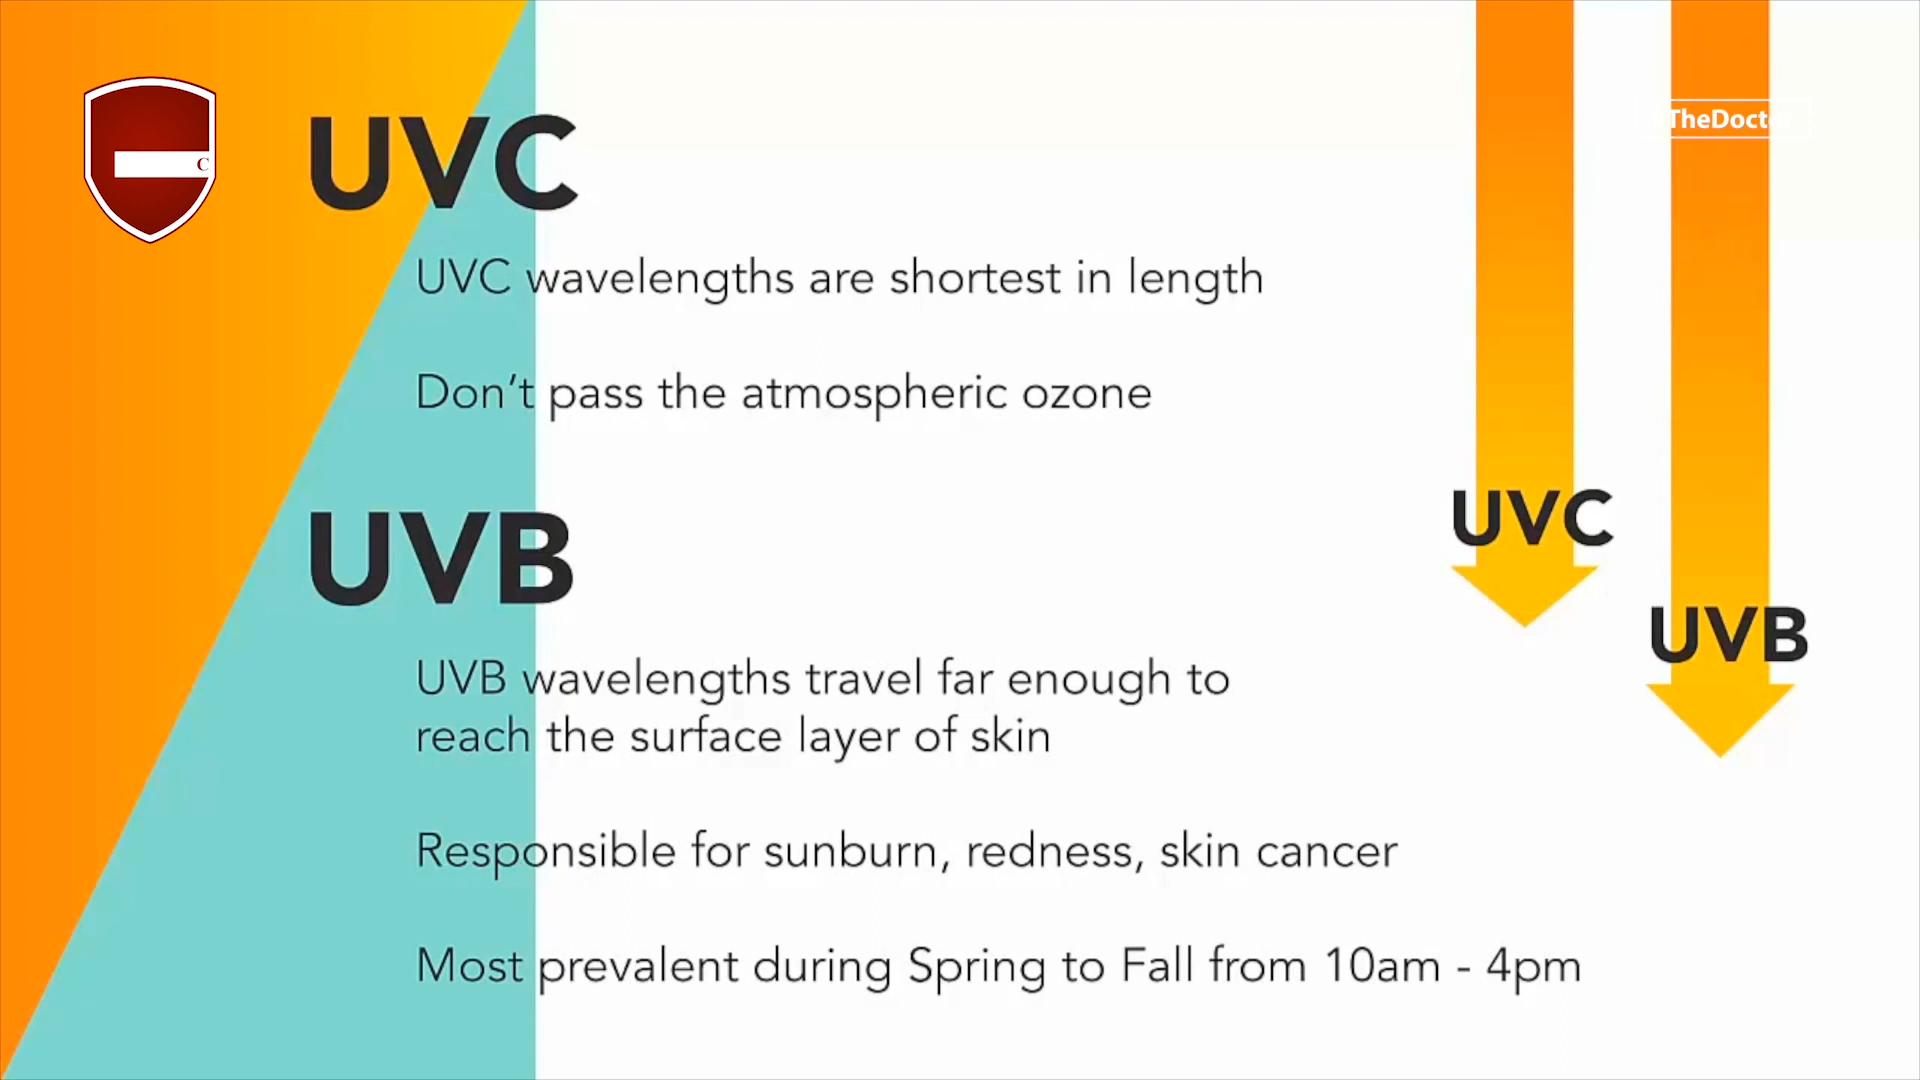 UVC
UVC wavelengths are shortest in length
Don't pass the atmospheric ozone
UVB
UVB wavelengths travel far enough to
reach the surface layer of skin
Responsible for sunburn, redness, skin cancer
Most prevalent during Spring to Fall from 10am - 4pm
UVC
UVB
C